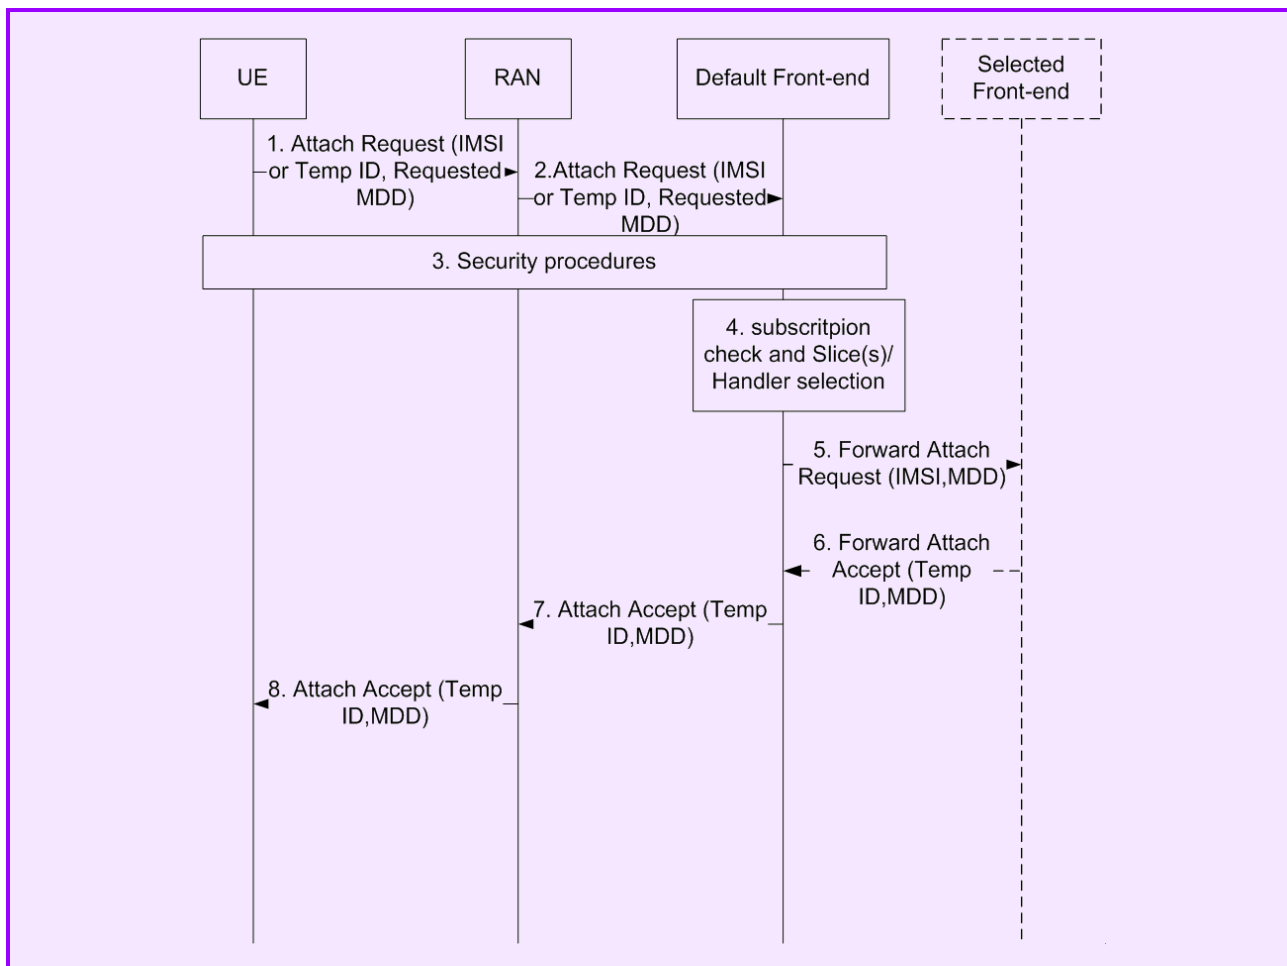 UE
RAN
Default Front-end
Selected
Front-end
1. Attach Request (IMSI
or Temp ID, Requested
MDD)
2.Attach Request (IMSI
or Temp ID, Requested
MDD)
3. Security procedures
4. subscritpion
check and Slice(s)/
Handler selection
5. Forward Attach
Request (IMSI,MDD)
6. Forward Attach
Accept (Temp
ID,MDD)
7. Attach Accept (Temp
ID,MDD)
8. Attach Accept (Temp
ID,MDD)